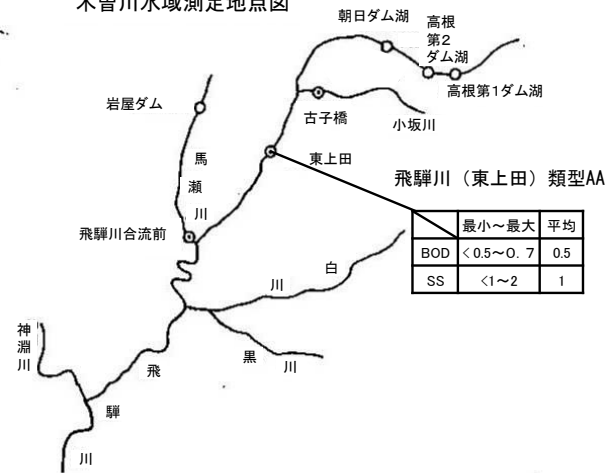 木曽川水域測定地点図
朝日ダム湖
高根
第2
ダム湖
高根第1ダム湖
岩屋ダム
古子橋
小坂川
東上田
馬
瀬
川
飛騨川(東上田)類型AA
最小~最大 平均
BOD <0.5~0.7 0.5
SS <1~2 1
飛騨川合流前
白
川
神
淵
川
黒
川
飛
騨
川